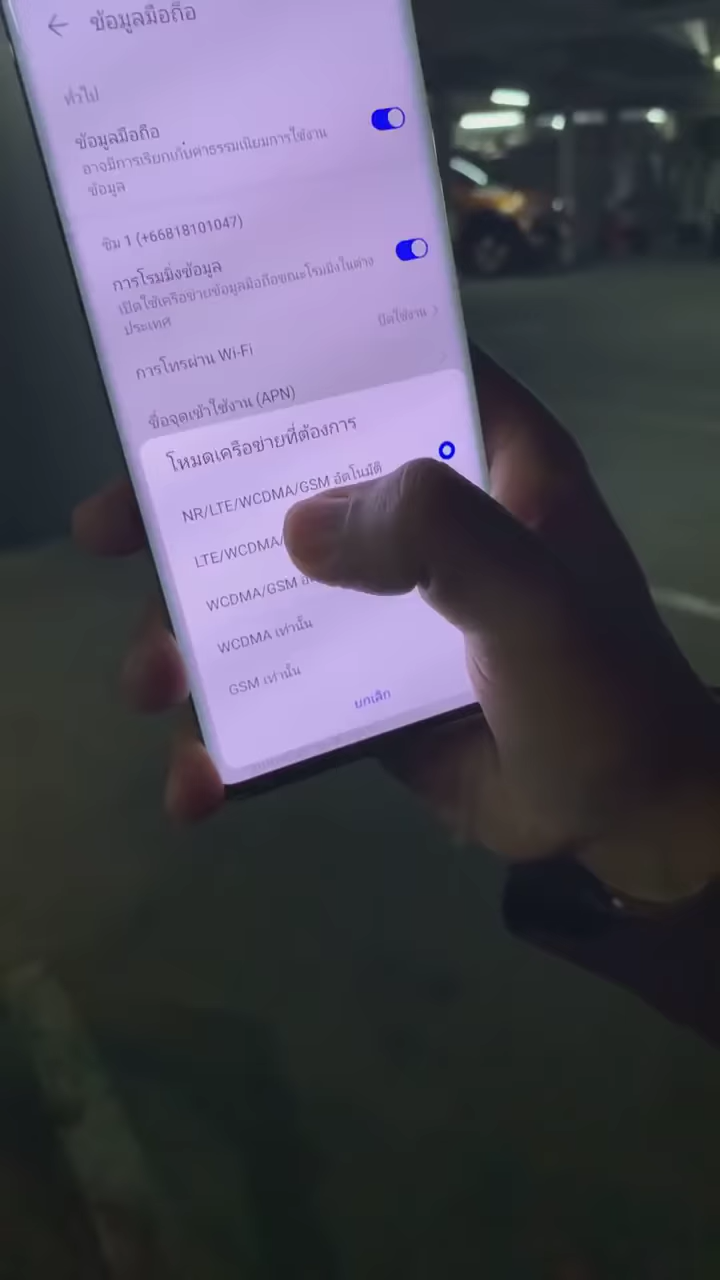 ข้อมูลมือถือ
ทั่วไป
ข้อมูลมือถือ
อาจมีการเรียกเก็บค่าธรรมเนียมการใช้งาน
ข้อมูล
ซิม 1 (+66818101047)
การโรมมิ่งข้อมูล
เปิดใช้เครือข่ายข้อมูลมือถือขณะโรมมิ่งในต่าง
ประเทศ
การโทรผ่าน Wi-Fi
ปิดใช้งาน
ชื่อจุดเข้าใช้งาน (APN)
โหมดเครือข่ายที่ต้องการ
NR/LTE/WCDMA/GSM อัตโนมัติ
LTE/WCDMA/
WCDMA/GSM
WCDMA เท่านั้น
GSM เท่านั้น
ยกเลิก